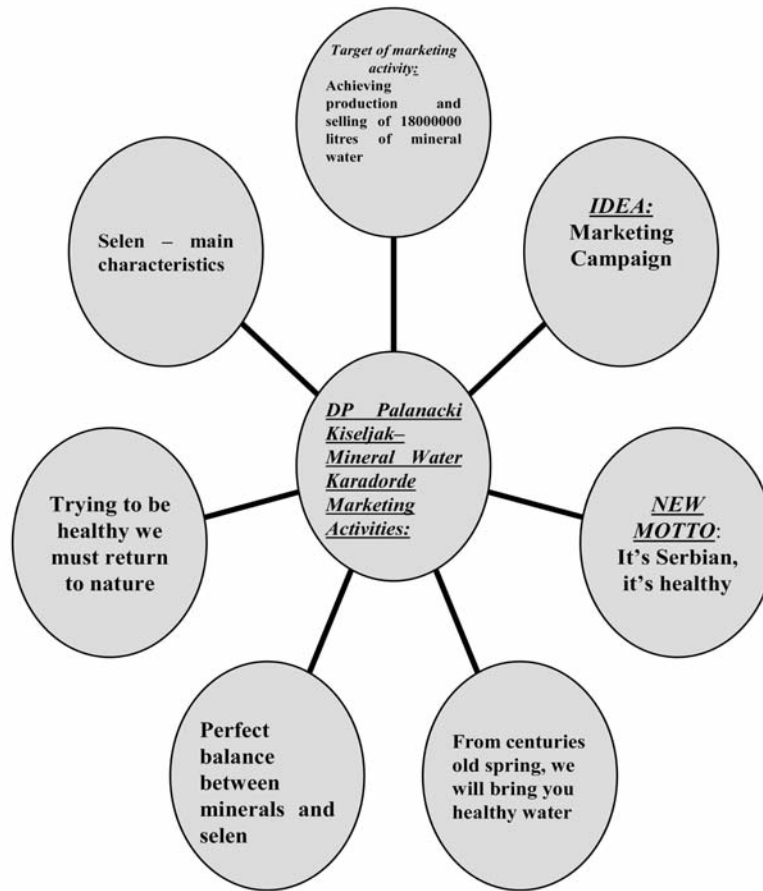 Target of marketing
activity:
Achieving
production and
selling of 18000000
litres of mineral
water
IDEA:
Marketing
Campaign
NEW
MOTTO:
It's Serbian,
it's healthy
From centuries
old spring, we
will bring you
healthy water
Perfect
balance
between
minerals and
selen
Trying to be
healthy we
must return
to nature
Selen – main
characteristics
DP Palanacki
Kiseljak–
Mineral Water
Karadorde
Marketing
Activities: